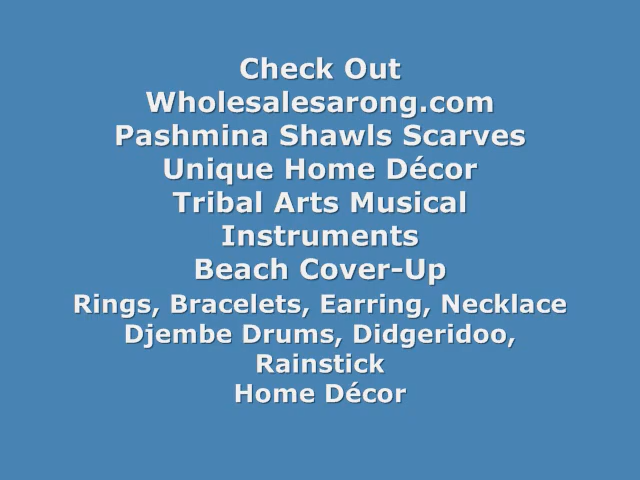 Check Out
Wholesalesarong.com
Pashmina Shawls Scarves
Unique Home Décor
Tribal Arts Musical
Instruments
Beach Cover-Up
Rings, Bracelets, Earring, Necklace
Djembe Drums, Didgeridoo,
Rainstick
Home Décor